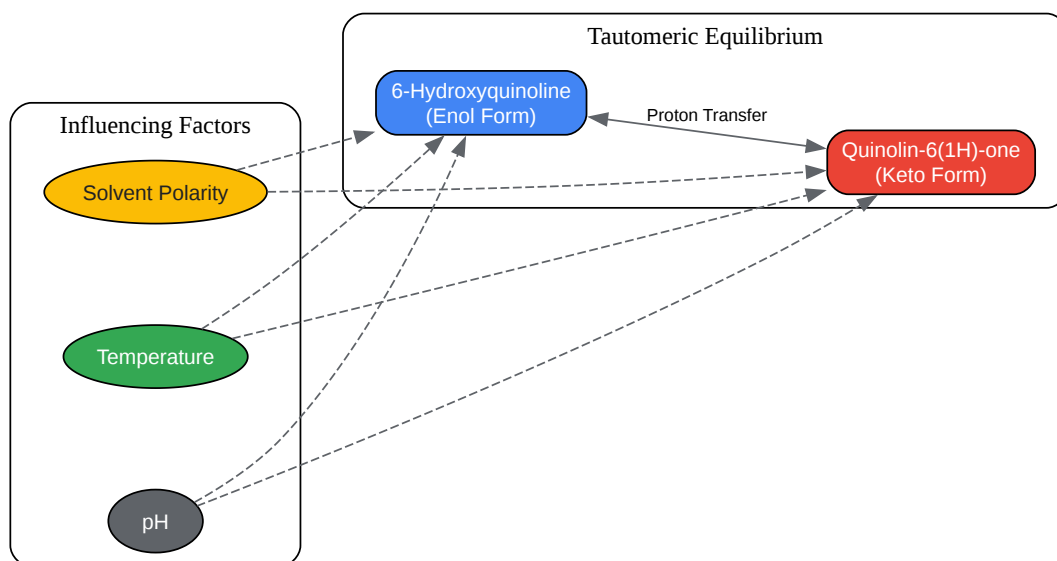 Tautomeric Equilibrium
6-Hydroxyquinoline
(Enol Form)
Proton Transfer
Quinolin-6(1H)-one
(Keto Form)
Influencing Factors
Solvent Polarity
Temperature
pH